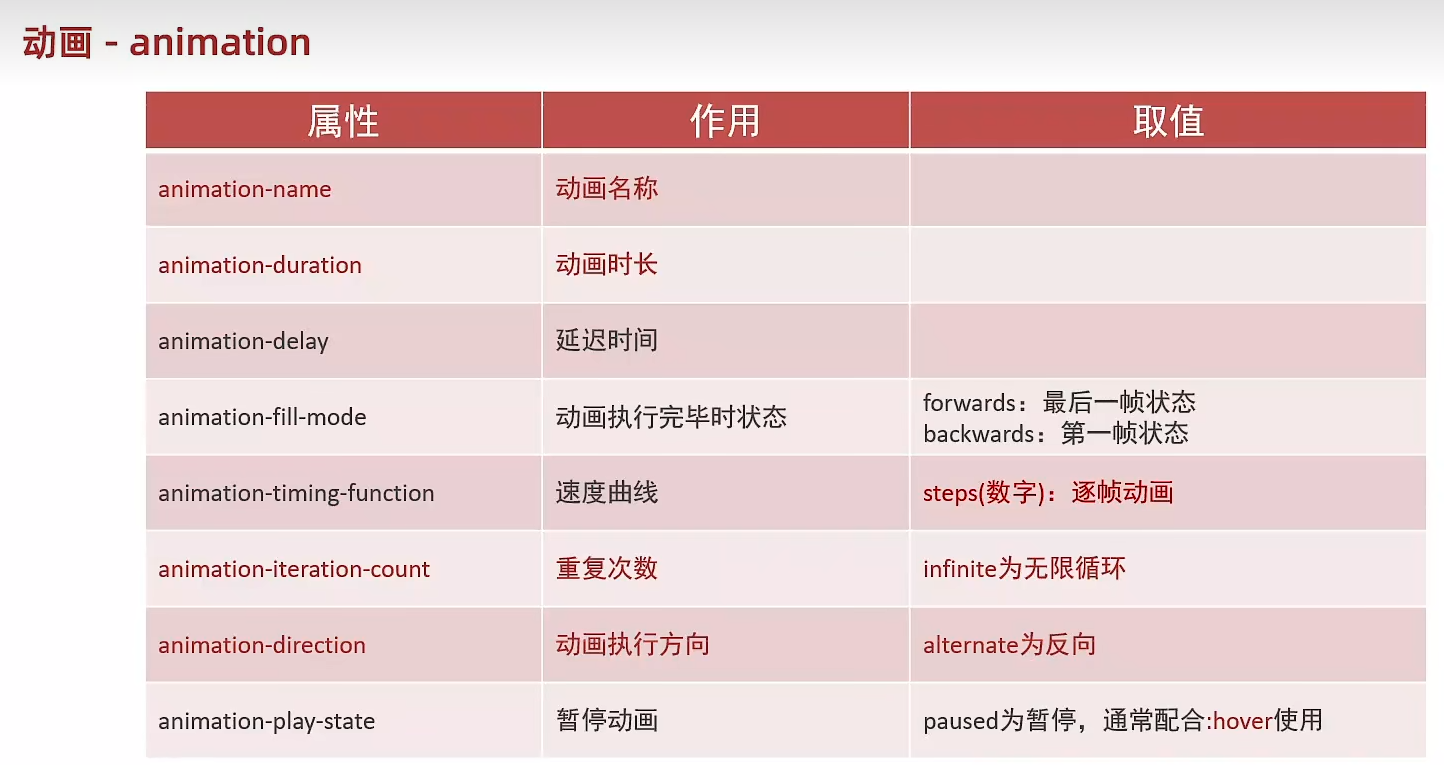 动画 - animation
属性 作用 取值
animation-name 动画名称
animation-duration 动画时长
animation-delay 延迟时间
animation-fill-mode 动画执行完毕时状态 forwards：最后一帧状态
backwards：第一帧状态
animation-timing-function 速度曲线 steps(数字)：逐帧动画
animation-iteration-count 重复次数 infinite为无限循环
animation-direction 动画执行方向 alternate为反向
animation-play-state 暂停动画 paused为暂停，通常配合:hover使用